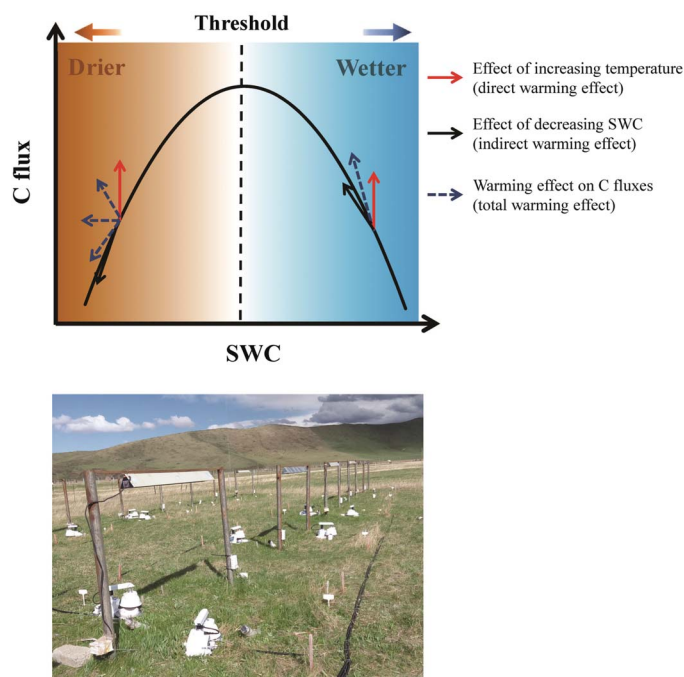 Threshold
Drier
Wetter
C flux
SWC
Effect of increasing temperature
(direct warming effect)
Effect of decreasing SWC
(indirect warming effect)
Warming effect on C fluxes
(total warming effect)